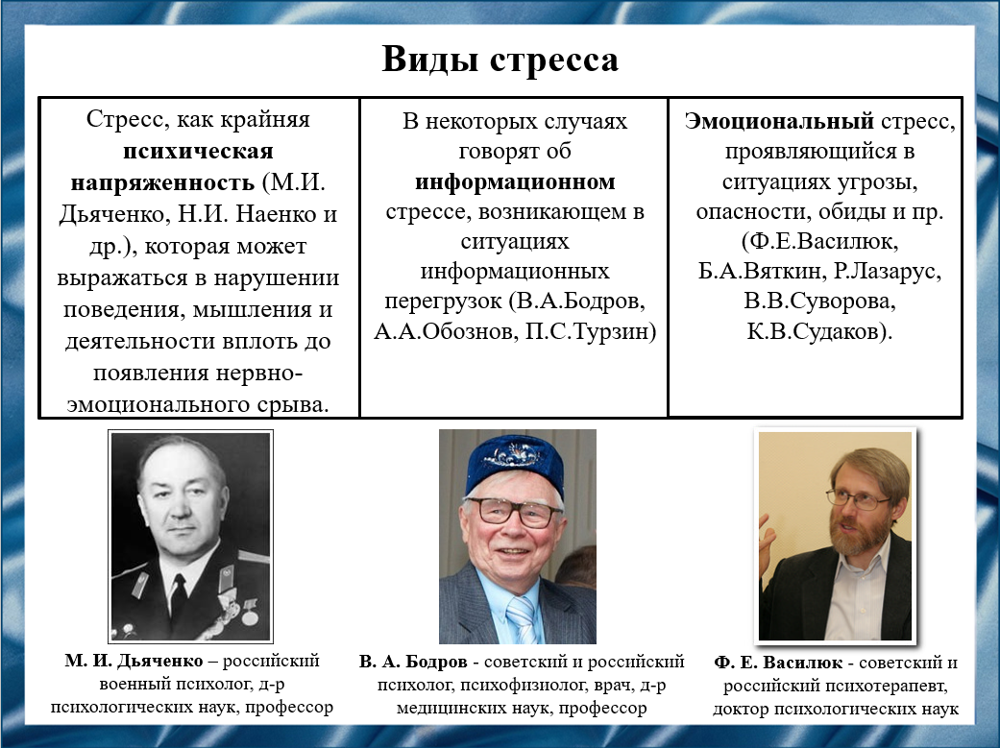 Виды стресса
Стресс, как крайняя
психическая
напряженность (М.И.
Дьяченко, Н.И. Наенко и
др.), которая может
выражаться в нарушении
поведения, мышления и
деятельности вплоть до
появления нервно-
эмоционального срыва.
В некоторых случаях
говорят об
информационном
стрессе, возникающем в
ситуациях
информационных
перегрузок (В.А.Бодров,
А.А.Обознов, П.С.Турзин)
Эмоциональный стресс,
проявляющийся в
ситуациях угрозы,
опасности, обиды и пр.
(Ф.Е.Василюк,
Б.А.Вяткин, Р.Лазарус,
В.В.Суворова,
К.В.Судаков).
М. И. Дьяченко – российский
военный психолог, д-р
психологических наук, профессор
В. А. Бодров - советский и российский
психолог, психофизиолог, врач, д-р
медицинских наук, профессор
Ф. Е. Василюк - советский и
российский психотерапевт,
доктор психологических наук